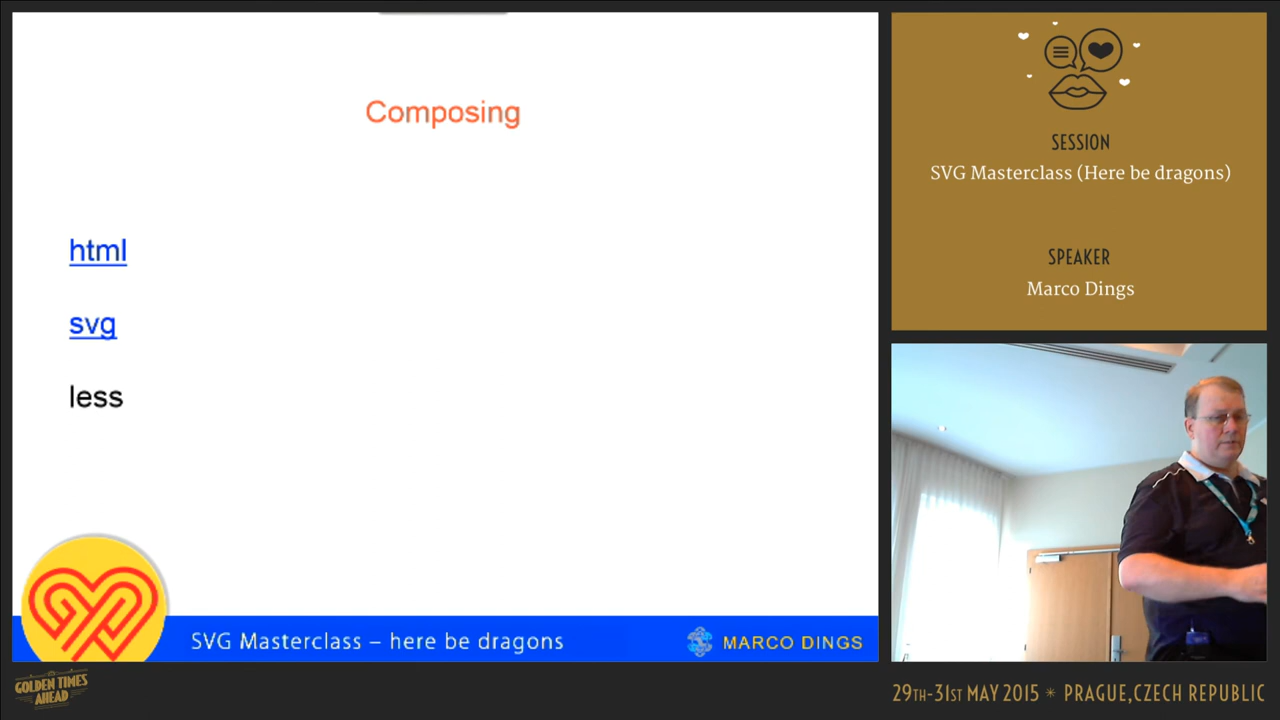 Composing
html
svg
less
SVG Masterclass – here be dragons
MARCO DINGS
SESSION
SVG Masterclass (Here be dragons)
SPEAKER
Marco Dings
GOLDEN TIMES
AHEAD
29TH-31ST MAY 2015 * PRAGUE,CZECH REPUBLIC